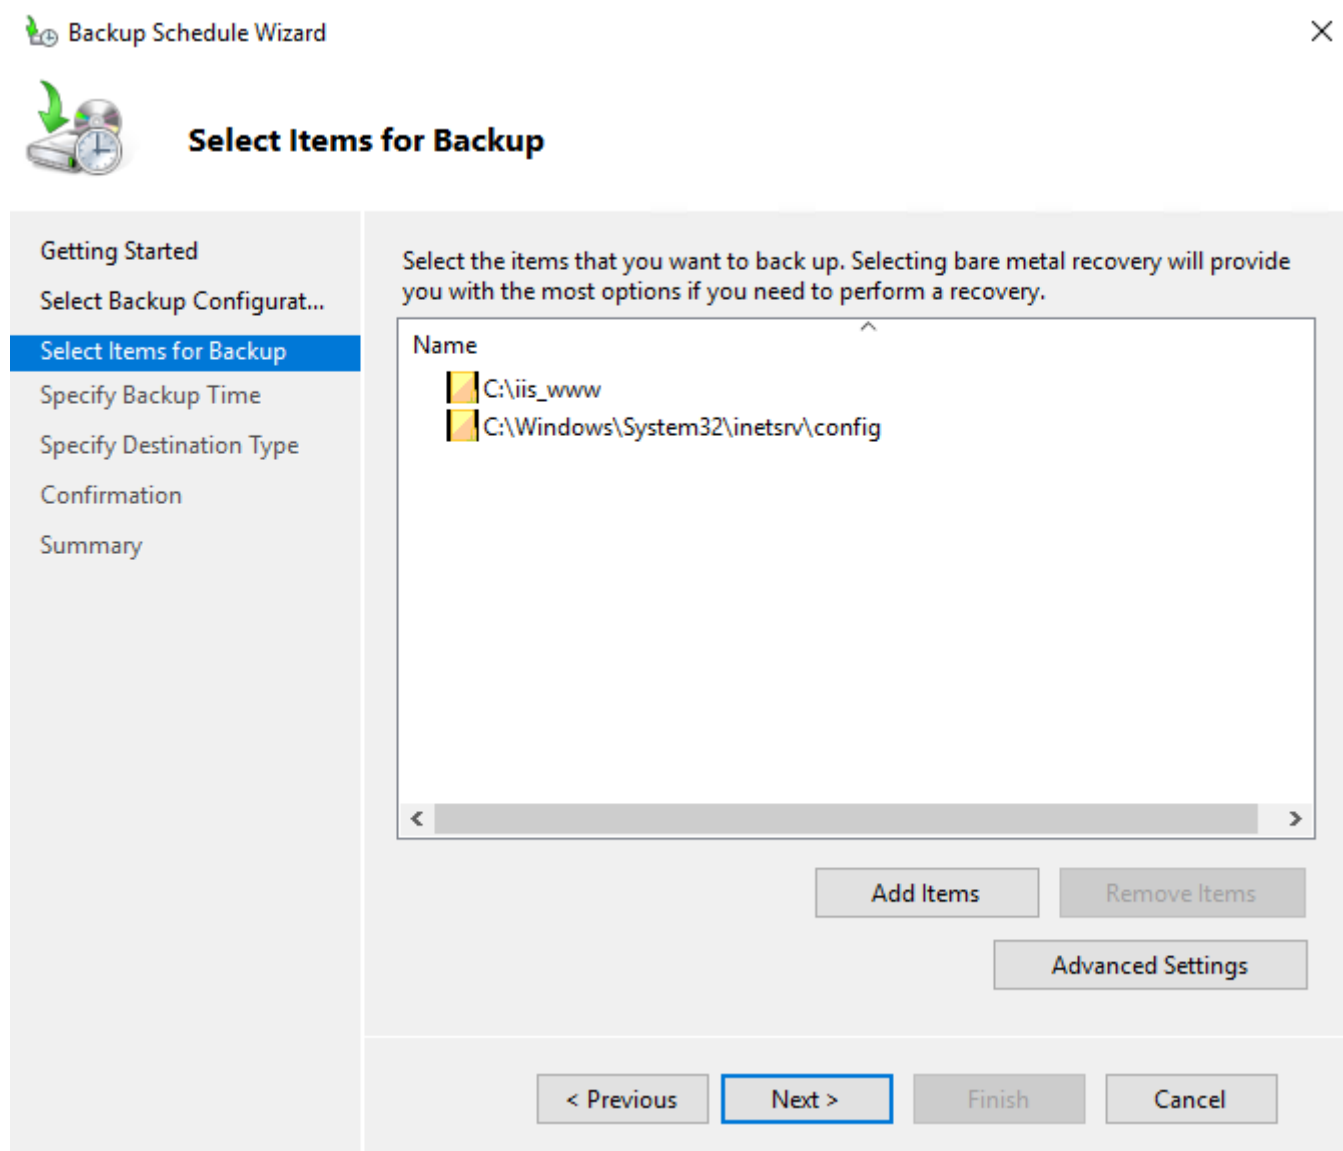 Backup Schedule Wizard
Select Items for Backup
Getting Started
Select Backup Configurat...
Select Items for Backup
Specify Backup Time
Specify Destination Type
Confirmation
Summary
Select the items that you want to back up. Selecting bare metal recovery will provide
you with the most options if you need to perform a recovery.
Name
C:\iis_www
C:\Windows\System32\inetsrv\config
Add Items
Remove Items
Advanced Settings
< Previous
Next >
Finish
Cancel